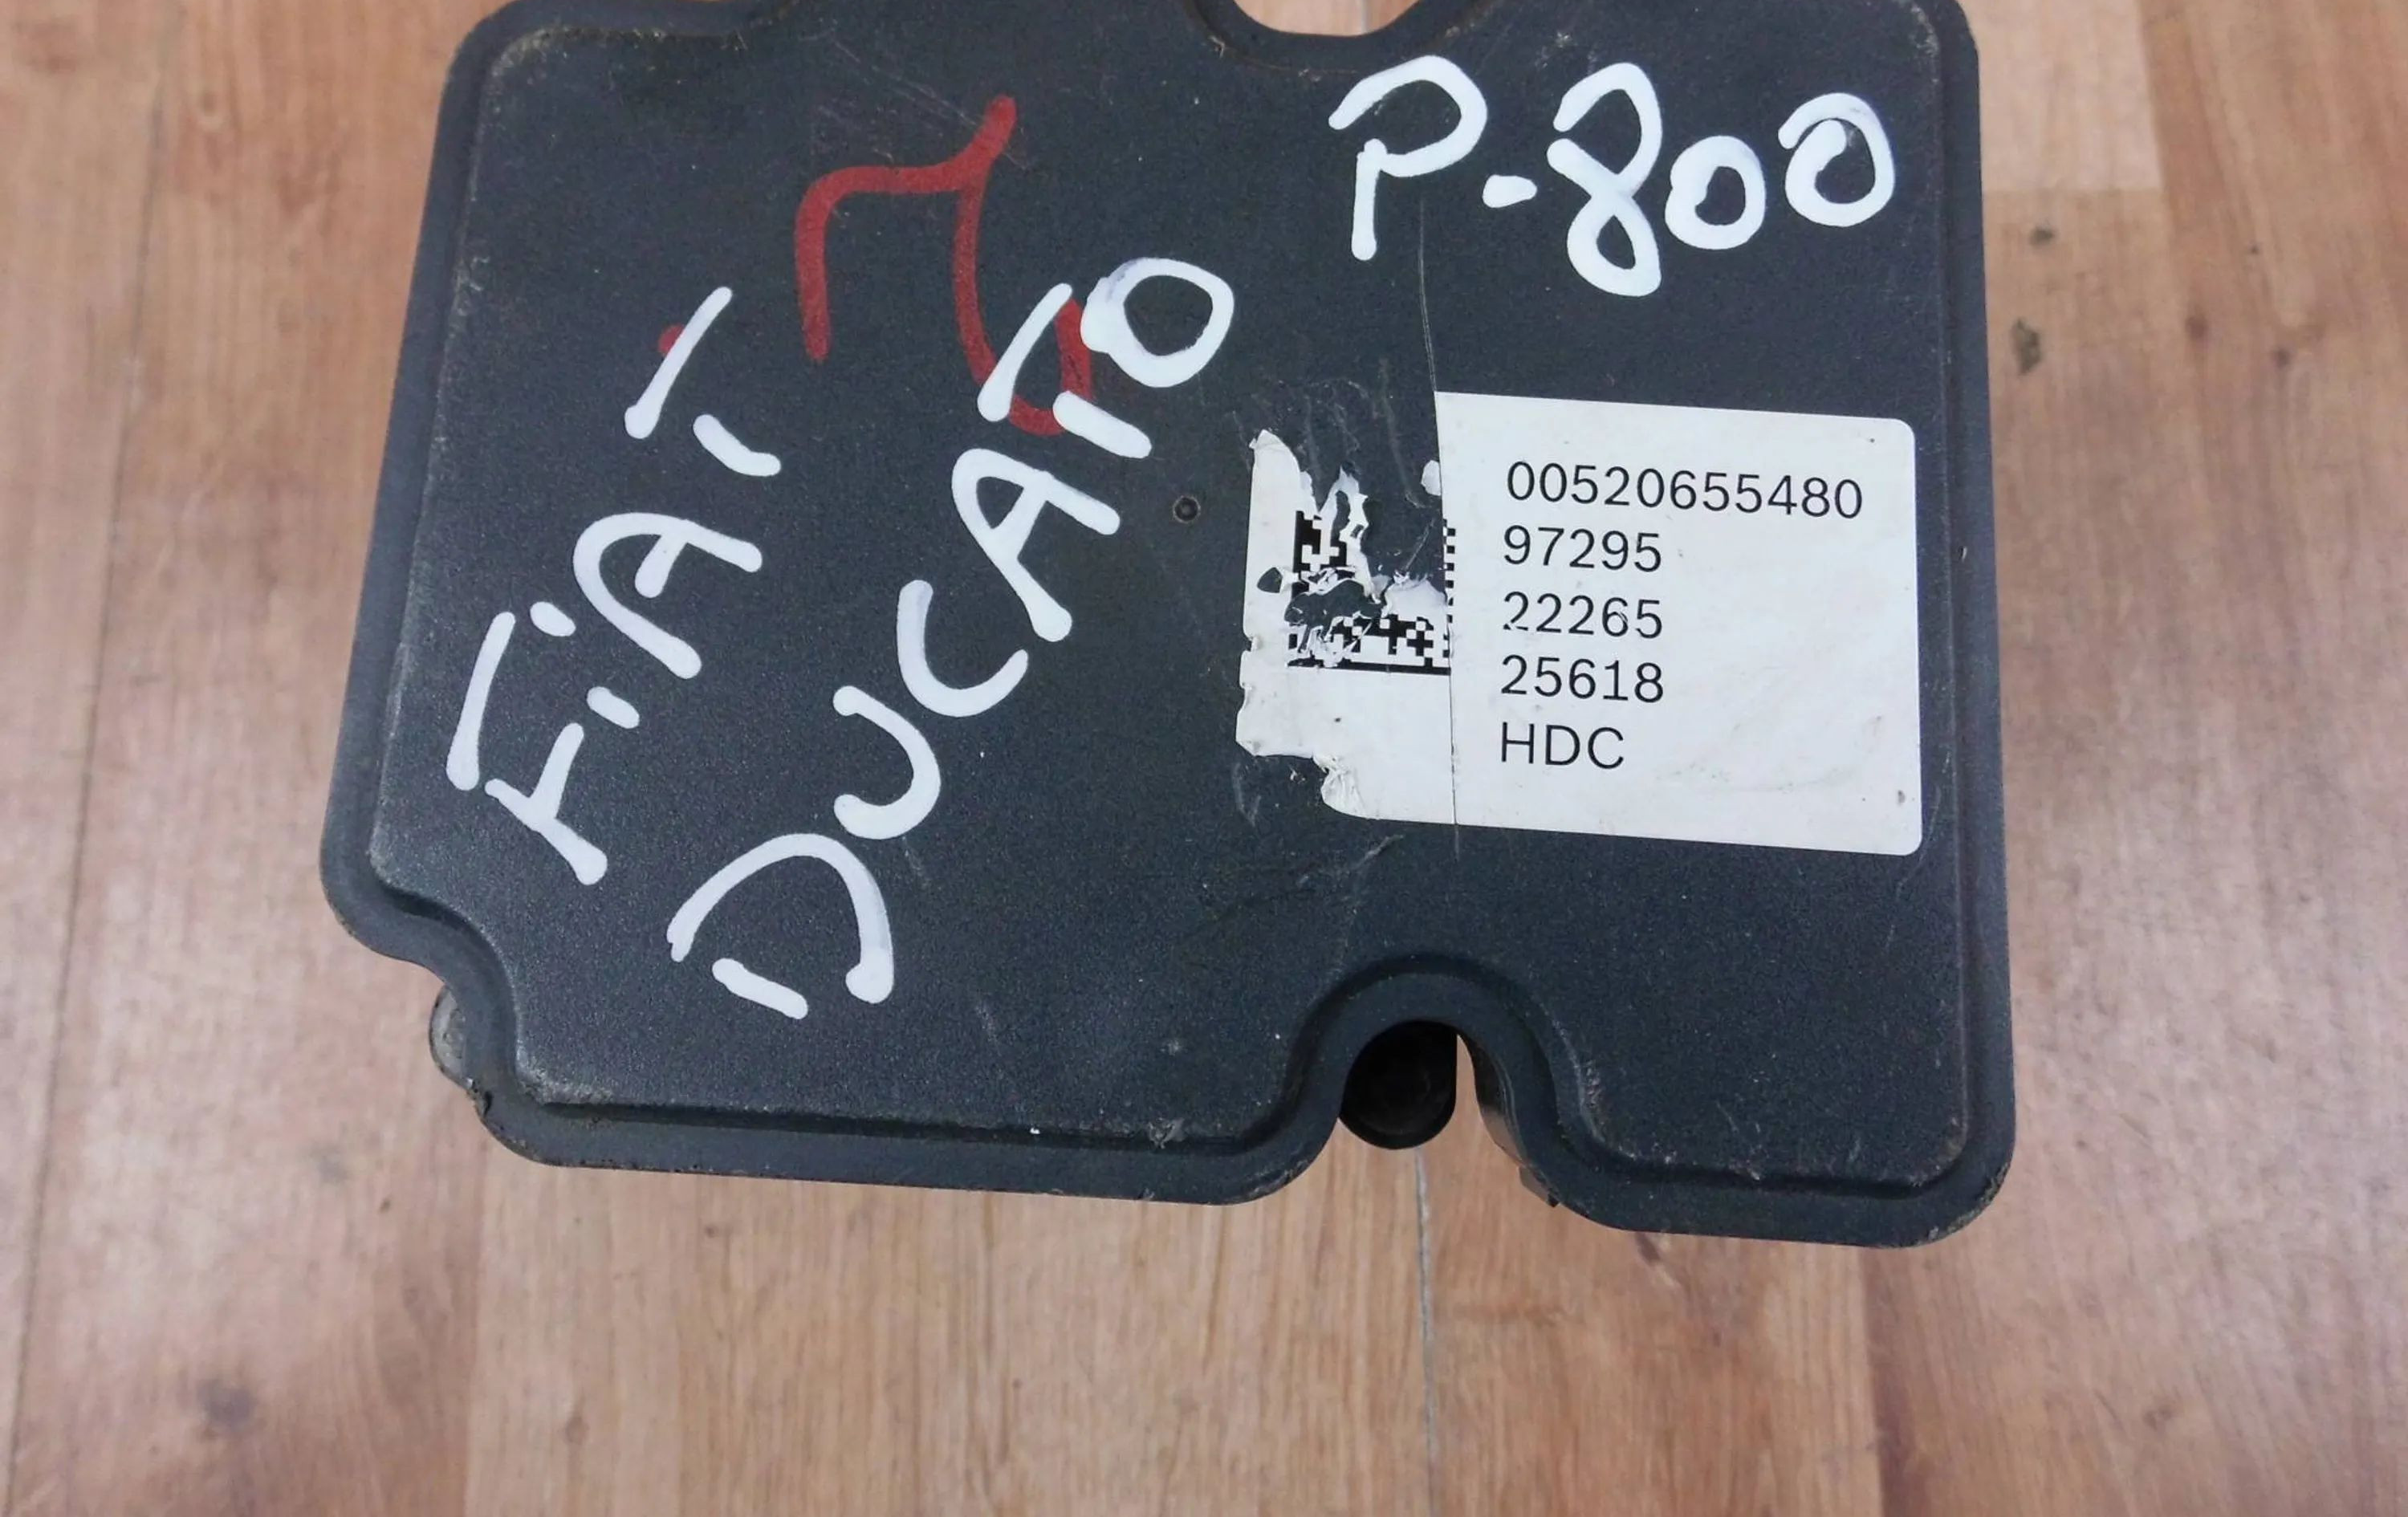 P-800
FIAT
DUCATO
00520655480
97295
22265
25618
HDC